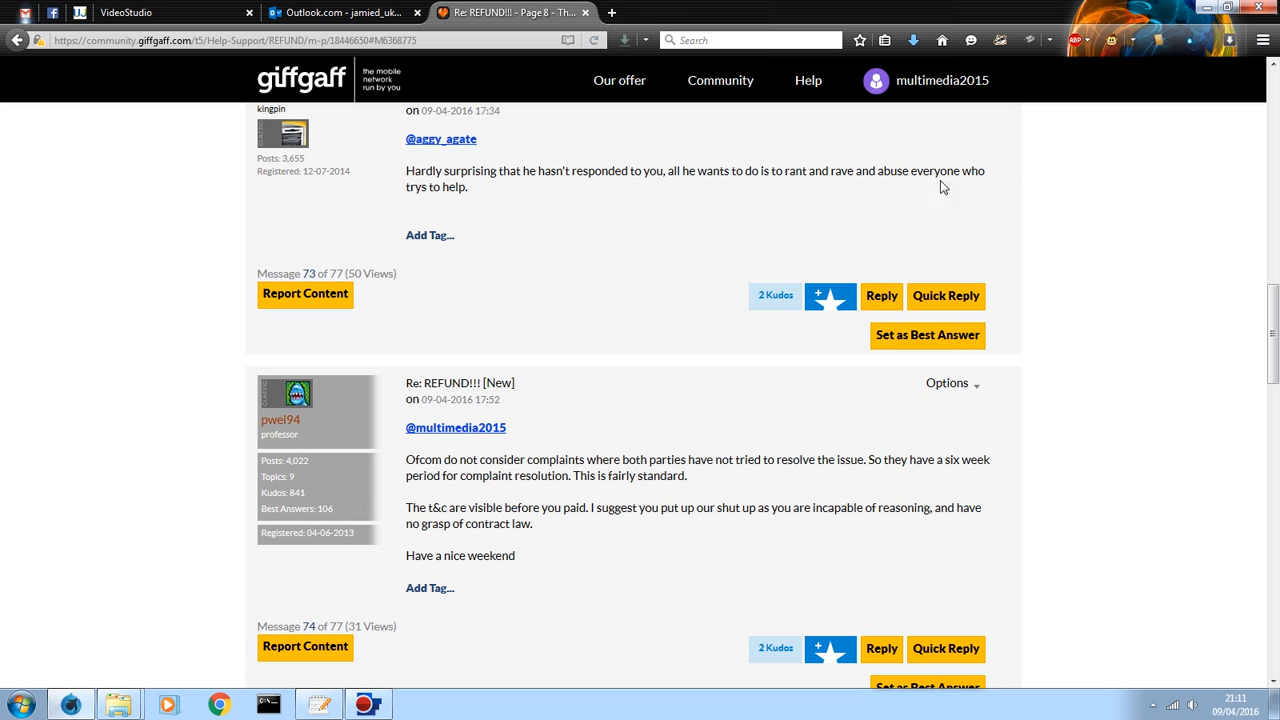 VideoStudio
Outlook.com - jamied_uk...
Re: REFUND!!! - Page 8 - Th...
https://community.giffgaff.com/t5/Help-Support/REFUND/m-p/18446650#M6368775
Search
ABP
giffgaff
the mobile
network
run by you
Our offer
Community
Help
multimedia2015
kingpin
on 09-04-2016 17:34
@aggy_agate
Posts: 3,655
Registered: 12-07-2014
Hardly surprising that he hasn't responded to you, all he wants to do is to rant and rave and abuse everyone who
trys to help.
Add Tag...
Message 73 of 77 (50 Views)
Report Content
2 Kudos
Reply
Quick Reply
Set as Best Answer
Re: REFUND!!! [New]
Options
on 09-04-2016 17:52
pwei94
professor
@multimedia2015
Posts: 4,022
Topics: 9
Kudos: 841
Best Answers: 106
Registered: 04-06-2013
Ofcom do not consider complaints where both parties have not tried to resolve the issue. So they have a six week
period for complaint resolution. This is fairly standard.
The t&c are visible before you paid. I suggest you put up our shut up as you are incapable of reasoning, and have
no grasp of contract law.
Have a nice weekend
Add Tag...
Message 74 of 77 (31 Views)
Report Content
2 Kudos
Reply
Quick Reply
Set as Best Answer
21:11
09/04/2016